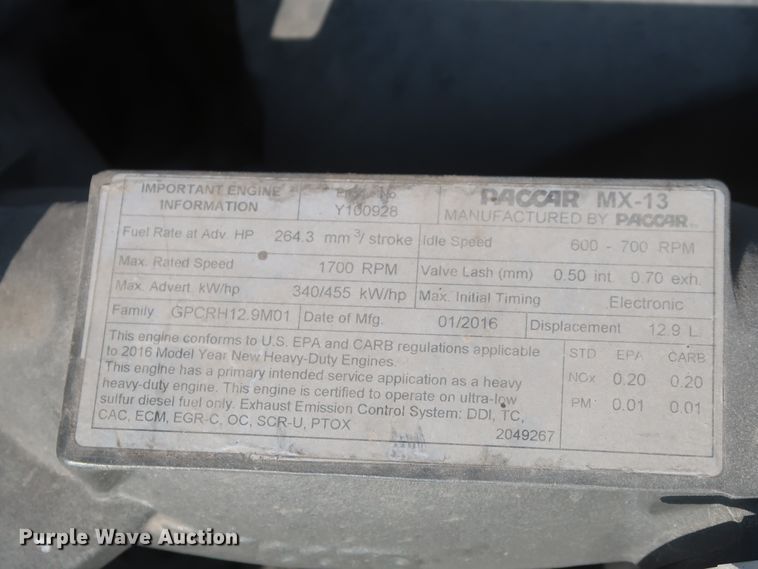 IMPORTANT ENGINE INFORMATION
No
Y100928
PACCAR MX-13
MANUFACTURED BY PACCAR
Fuel Rate at Adv. HP 264.3 mm³/ stroke
Idle Speed 600 - 700 RPM
Max. Rated Speed 1700 RPM
Valve Lash (mm) 0.50 int. 0.70 exh.
Max. Advert. kW/hp 340/455 kW/hp
Max. Initial Timing Electronic
Family GPCRH12.9M01
Date of Mfg. 01/2016
Displacement 12.9 L
This engine conforms to U.S. EPA and CARB regulations applicable
to 2016 Model Year New Heavy-Duty Engines.
This engine has a primary intended service application as a heavy
heavy-duty engine. This engine is certified to operate on ultra-low
sulfur diesel fuel only. Exhaust Emission Control System: DDI, TC,
CAC, ECM, EGR-C, OC, SCR-U, PTOX
2049267
STD EPA CARB
NOx 0.20 0.20
PM 0.01 0.01
Purple Wave Auction